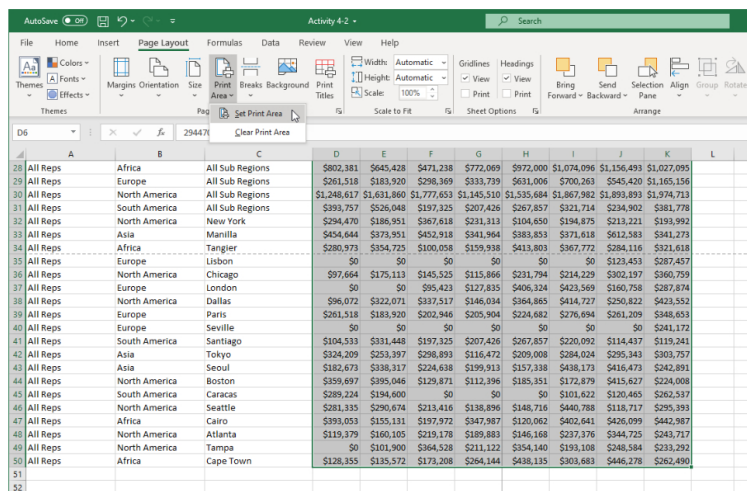 AutoSave Off Activity 4-2 Search
File Home Insert Page Layout Formulas Data Review View Help
Colors Width: Automatic Gridlines Headings
Aa A Fonts Height: Automatic View View
Themes Effects Margins Orientation Size Print Area Breaks Background Print Titles Scale: 100% Print Print Bring Forward Send Backward Selection Pane Align Group Rotate
Themes Pag Scale to Fit Sheet Options Arrange
Set Print Area
Clear Print Area
D6 fx 29447
A B C D E F G H I J K L
28 All Reps Africa All Sub Regions $802,381 $645,428 $471,238 $772,069 $972,000 $1,074,096 $1,156,493 $1,027,095
29 All Reps Europe All Sub Regions $261,518 $183,920 $298,369 $333,739 $631,006 $700,263 $545,420 $1,165,156
30 All Reps North America All Sub Regions $1,248,617 $1,631,860 $1,777,653 $1,145,510 $1,535,684 $1,867,982 $1,893,893 $1,974,713
31 All Reps South America All Sub Regions $393,757 $526,048 $197,325 $207,426 $267,857 $321,714 $234,902 $381,778
32 All Reps North America New York $294,470 $186,951 $367,618 $231,313 $104,650 $194,875 $213,221 $193,992
33 All Reps Asia Manilla $454,644 $373,951 $452,918 $341,964 $383,853 $371,618 $612,583 $341,273
34 All Reps Africa Tangier $280,973 $354,725 $100,058 $159,938 $413,803 $367,772 $284,116 $321,618
35 All Reps Europe Lisbon $0 $0 $0 $0 $0 $0 $123,453 $287,457
36 All Reps North America Chicago $97,664 $175,113 $145,525 $115,866 $231,794 $214,229 $302,197 $360,759
37 All Reps Europe London $0 $0 $95,423 $127,835 $406,324 $423,569 $160,758 $287,874
38 All Reps North America Dallas $96,072 $322,071 $337,517 $146,034 $364,865 $414,727 $250,822 $423,552
39 All Reps Europe Paris $261,518 $183,920 $202,946 $205,904 $224,682 $276,694 $261,209 $348,653
40 All Reps Europe Seville $0 $0 $0 $0 $0 $0 $0 $241,172
41 All Reps South America Santiago $104,533 $331,448 $197,325 $207,426 $267,857 $220,092 $114,437 $119,241
42 All Reps Asia Tokyo $324,209 $253,397 $298,893 $116,472 $209,008 $284,024 $295,343 $303,757
43 All Reps Asia Seoul $182,673 $338,317 $224,638 $199,913 $157,338 $438,173 $416,473 $242,891
44 All Reps North America Boston $359,697 $395,046 $129,871 $112,396 $185,351 $172,879 $415,627 $224,008
45 All Reps South America Caracas $289,224 $194,600 $0 $0 $0 $101,622 $120,465 $262,537
46 All Reps North America Seattle $281,335 $290,674 $213,416 $138,896 $148,716 $440,788 $118,717 $295,393
47 All Reps Africa Cairo $393,053 $155,131 $197,972 $347,987 $120,062 $402,641 $426,099 $442,987
48 All Reps North America Atlanta $119,379 $160,105 $219,178 $189,883 $146,168 $237,376 $344,725 $243,717
49 All Reps North America Tampa $0 $101,900 $364,528 $211,122 $354,140 $193,108 $248,584 $233,292
50 All Reps Africa Cape Town $128,355 $135,572 $173,208 $264,144 $438,135 $303,683 $446,278 $262,490
51
52